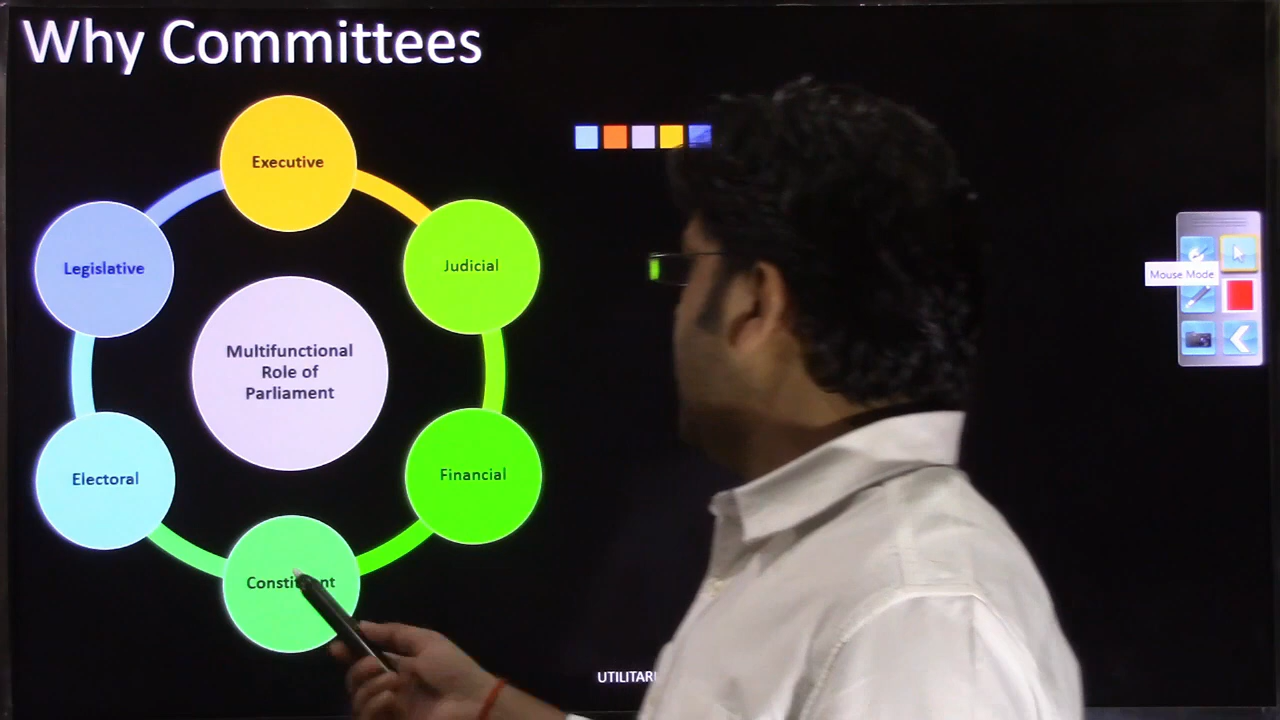 Why Committees
Executive
Legislative
Judicial
Mouse Mode
Multifunctional
Role of
Parliament
Electoral
Financial